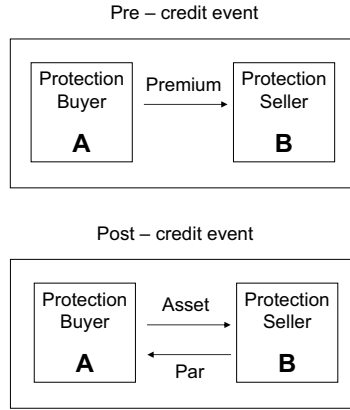 Pre – credit event
Protection
Buyer
A
Premium
Protection
Seller
B
Post – credit event
Protection
Buyer
A
Asset
Par
Protection
Seller
B